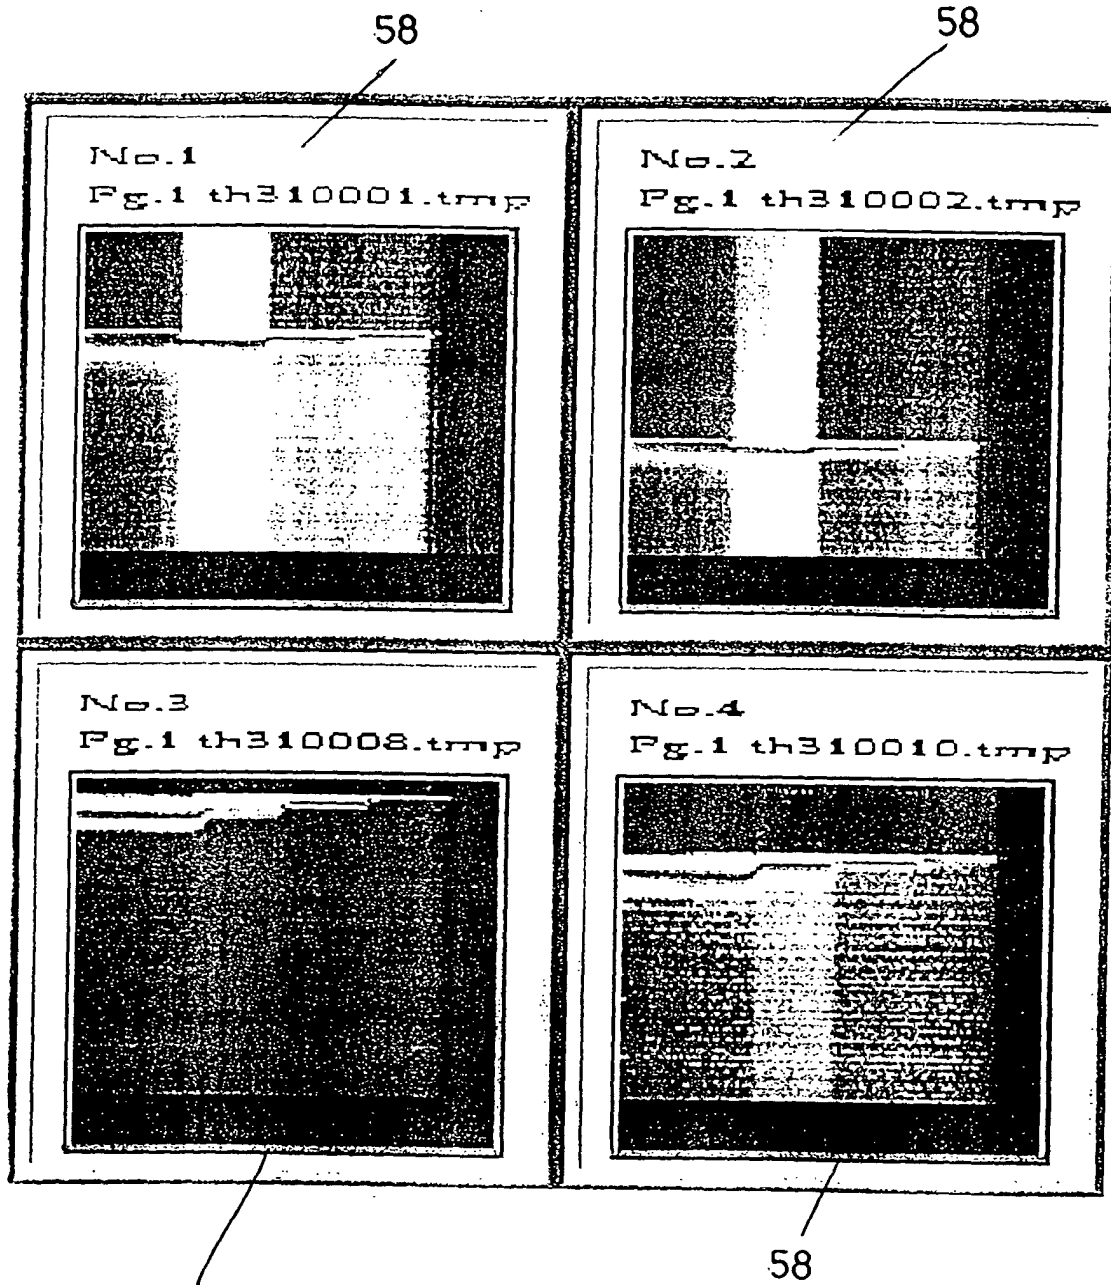 58
58
No.1
Pg.1 th310001.tmp
No.2
Pg.1 th310002.tmp
No.3
Pg.1 th310008.tmp
No.4
Pg.1 th310010.tmp
58